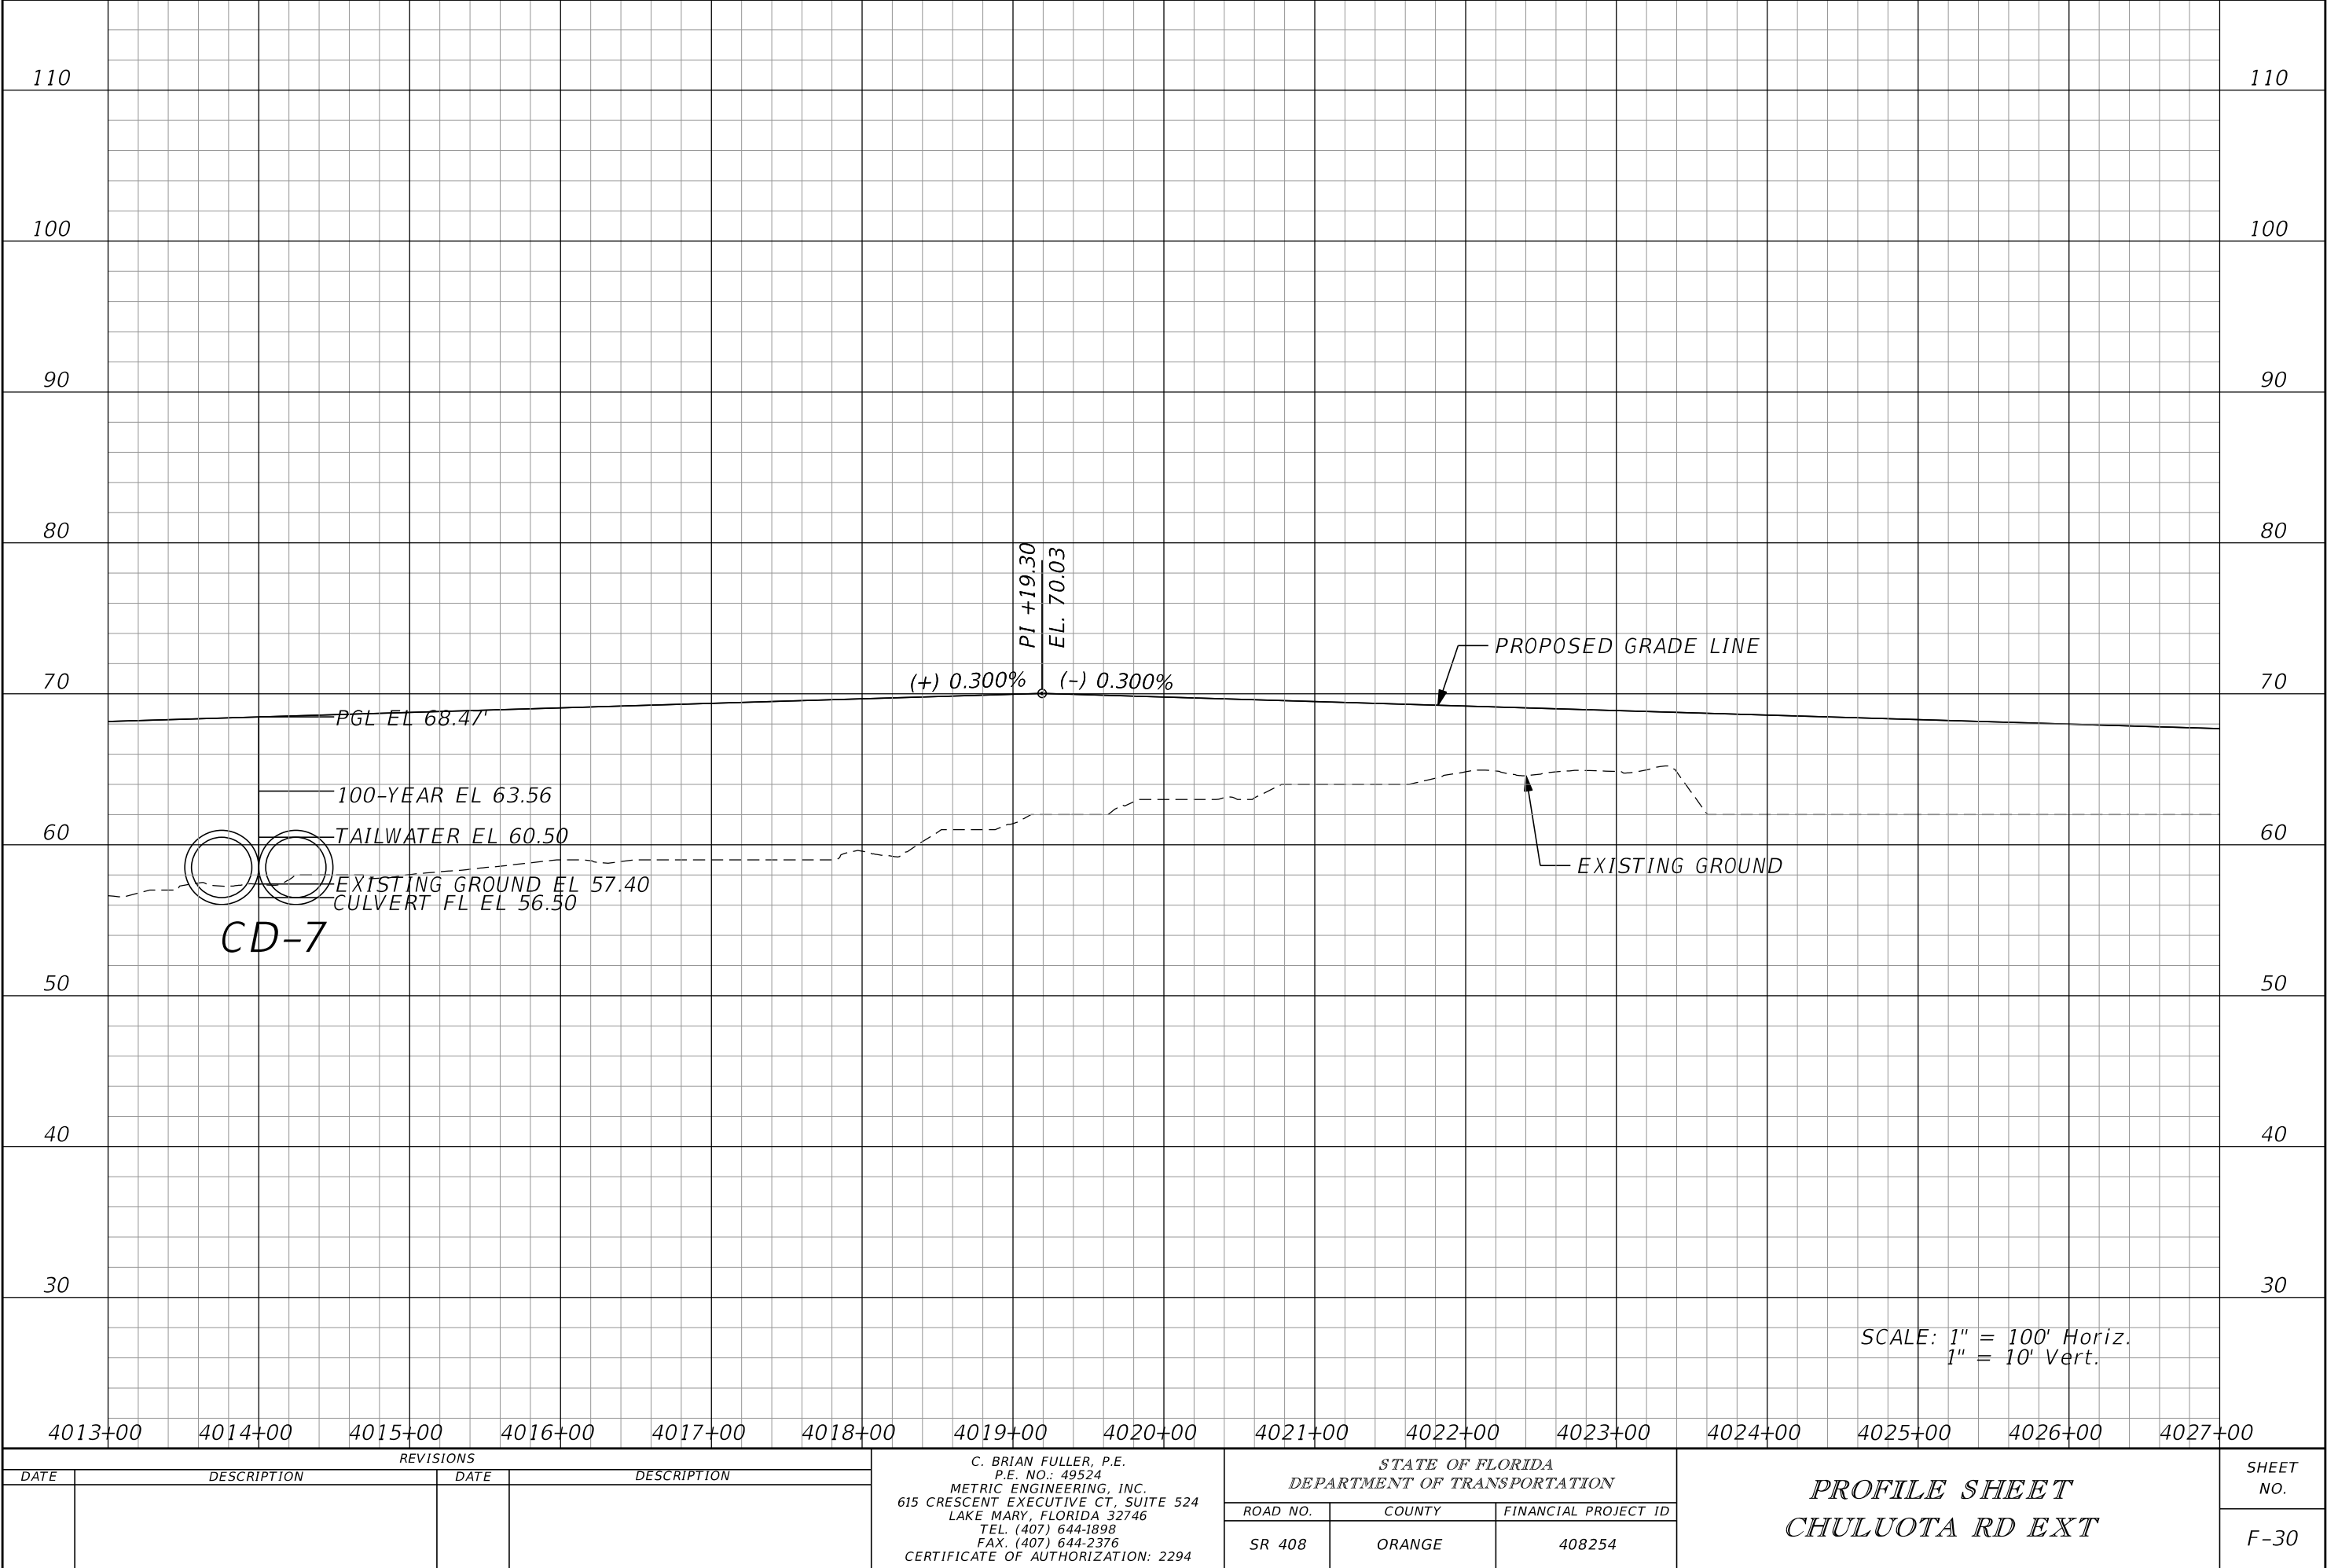 110 110
100 100
90 90
80 80
PI +19.30
EL. 70.03
PROPOSED GRADE LINE
70 (+) 0.300% (-) 0.300% 70
PGL EL 68.47'
100-YEAR EL 63.56
60 TAILWATER EL 60.50 60
EXISTING GROUND
EXISTING GROUND EL 57.40
CULVERT FL EL 56.50
CD-7
50 50
40 40
30 30
SCALE: 1" = 100' Horiz.
1" = 10' Vert.
4013+00 4014+00 4015+00 4016+00 4017+00 4018+00 4019+00 4020+00 4021+00 4022+00 4023+00 4024+00 4025+00 4026+00 4027+00
REVISIONS
DATE DESCRIPTION DATE DESCRIPTION
C. BRIAN FULLER, P.E.
P.E. NO.: 49524
METRIC ENGINEERING, INC.
615 CRESCENT EXECUTIVE CT, SUITE 524
LAKE MARY, FLORIDA 32746
TEL. (407) 644-1898
FAX. (407) 644-2376
CERTIFICATE OF AUTHORIZATION: 2294
STATE OF FLORIDA
DEPARTMENT OF TRANSPORTATION
ROAD NO. COUNTY FINANCIAL PROJECT ID
SR 408 ORANGE 408254
PROFILE SHEET
CHULUOTA RD EXT
SHEET
NO.
F-30